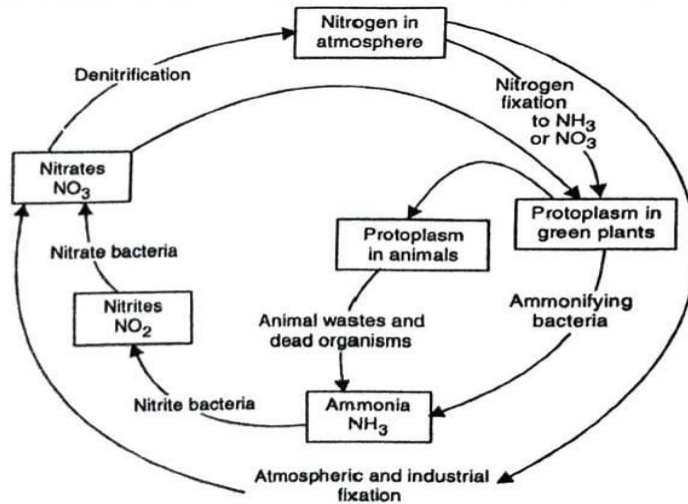 Nitrogen in
atmosphere
Denitrification
Nitrogen
fixation
to NH3
or NO3
Nitrates
NO3
Protoplasm in
green plants
Protoplasm
in animals
Nitrate bacteria
Nitrites
NO2
Ammonifying
bacteria
Animal wastes and
dead organisms
Nitrite bacteria
Ammonia
NH3
Atmospheric and industrial
fixation